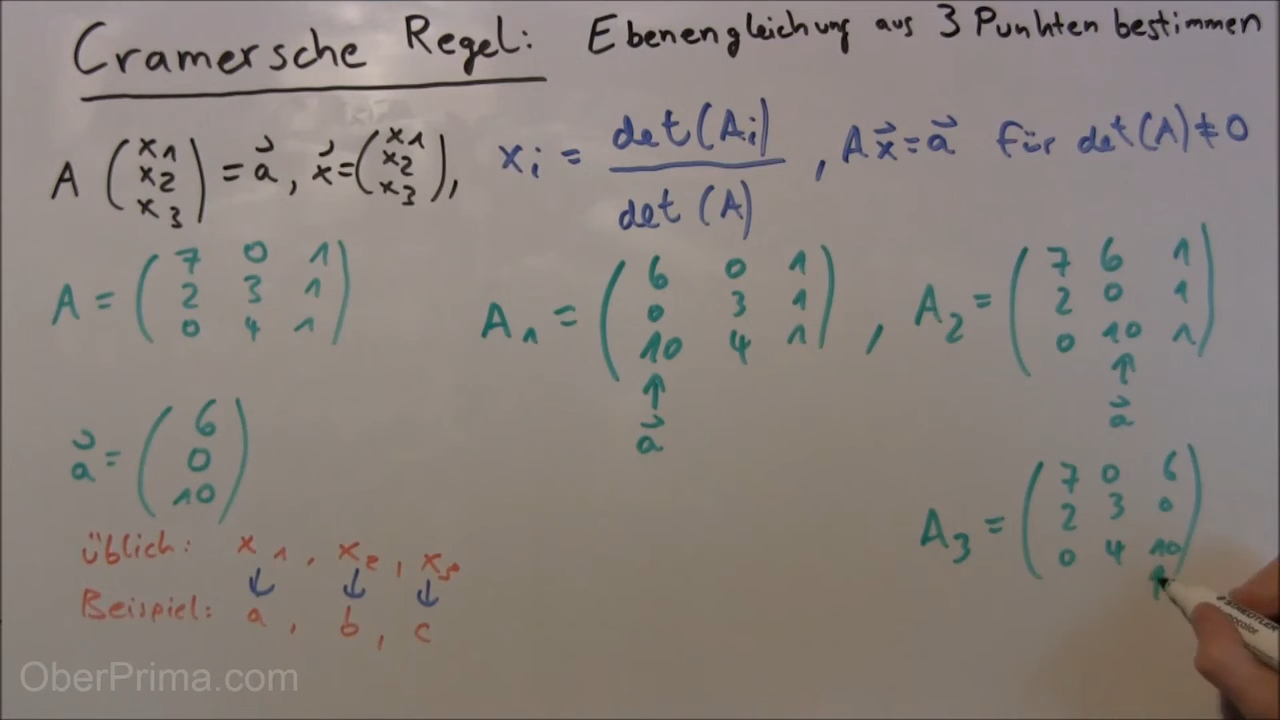 Cramersche Regel: Ebenengleichung aus 3 Punkten bestimmen
A (x1 x2 x3) = a⃗, x⃗ = (x1 x2 x3), xi = det(Ai) / det(A), Ax⃗ = a⃗ für det(A) ≠ 0
A = (7 0 1
2 3 1
0 4 1)
A1 = (6 0 1
0 3 1
10 4 1),
↑
a⃗
A2 = (7 6 1
2 0 1
0 10 1)
↑
a⃗
a⃗ = (6
0
10)
A3 = (7 0 6
2 3 0
0 4 10)
↑
üblich: x1, x2, x3
↓ ↓ ↓
Beispiel: a, b, c
STAEDTLER
OberPrima.com